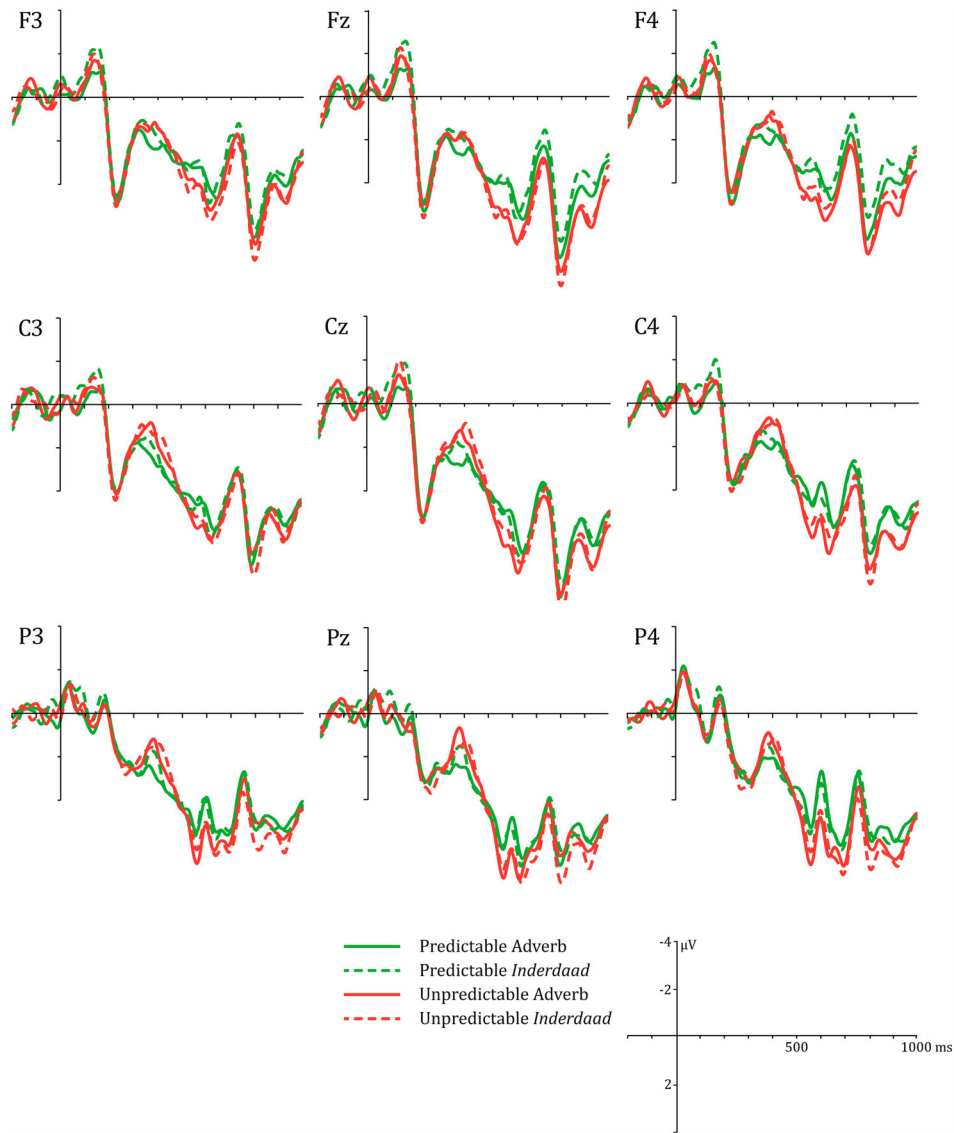 F3 Fz F4
C3 Cz C4
P3 Pz P4
Predictable Adverb
Predictable Inderdaad
Unpredictable Adverb
Unpredictable Inderdaad
-4 μV
-2
500 1000 ms
2